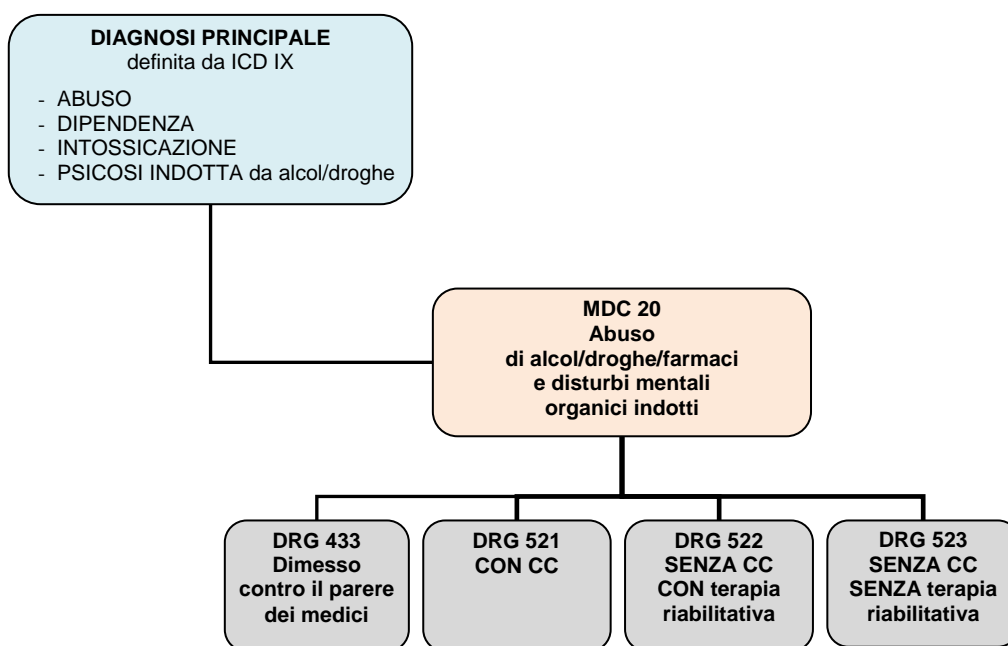 DIAGNOSI PRINCIPALE
definita da ICD IX
- ABUSO
- DIPENDENZA
- INTOSSICAZIONE
- PSICOSI INDOTTA da alcol/droghe
MDC 20
Abuso
di alcol/droghe/farmaci
e disturbi mentali
organici indotti
DRG 433
Dimesso
contro il parere
dei medici
DRG 521
CON CC
DRG 522
SENZA CC
CON terapia
riabilitativa
DRG 523
SENZA CC
SENZA terapia
riabilitativa